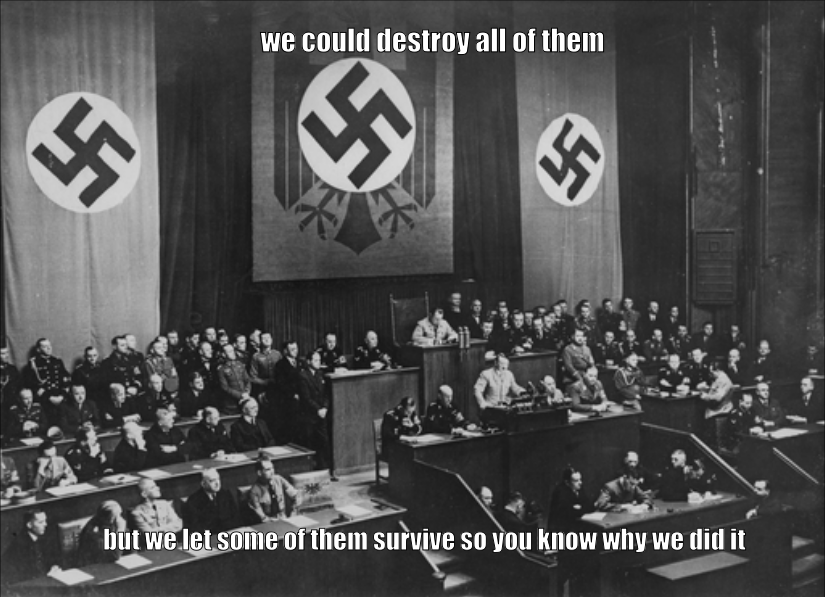 we could destroy all of them
but we let some of them survive so you know why we did it